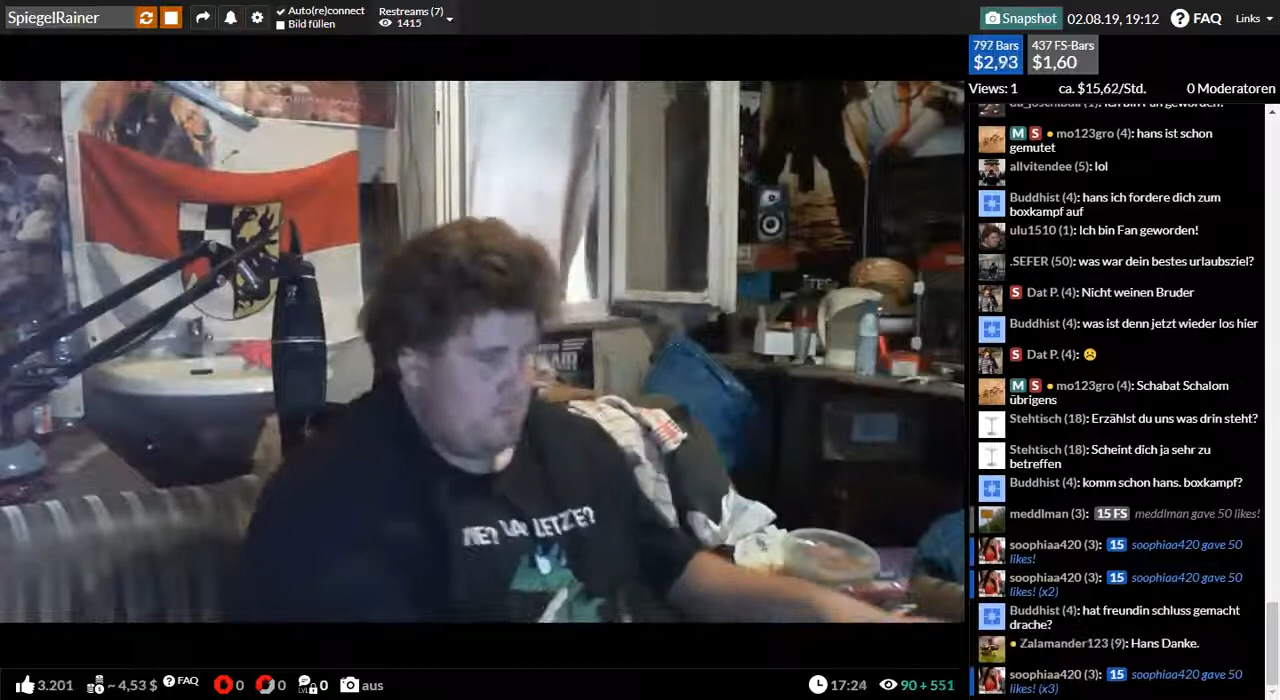 SpiegelRainer
Auto(re)connect
Bild füllen
Restreams (7)
1415
Snapshot
02.08.19, 19:12
FAQ
Links
797 Bars
$2,93
437 FS-Bars
$1,60
Views: 1
ca. $15,62/Std.
0 Moderatoren
Ich bin Fan geworden!
M S mo123gro (4): hans ist schon
gemutet
allvitendee (5): lol
Buddhist (4): hans ich fordere dich zum
boxkampf auf
ulu1510 (1): Ich bin Fan geworden!
.SEFER (50): was war dein bestes urlaubsziel?
S Dat P. (4): Nicht weinen Bruder
Buddhist (4): was ist denn jetzt wieder los hier
S Dat P. (4): ☹
M S mo123gro (4): Schabat Schalom
übrigens
Stehtisch (18): Erzählst du uns was drin steht?
Stehtisch (18): Scheint dich ja sehr zu
betreffen
Buddhist (4): komm schon hans. boxkampf?
meddlman (3): 15 FS meddlman gave 50 likes!
soophiaa420 (3): 15 soophiaa420 gave 50
likes!
soophiaa420 (3): 15 soophiaa420 gave 50
likes! (x2)
Buddhist (4): hat freundin schluss gemacht
drache?
Zalamander123 (9): Hans Danke.
soophiaa420 (3): 15 soophiaa420 gave 50
likes! (x3)
LETZTE?
3.201
~ 4,53 $
FAQ
0
0
LVL
0
aus
17:24
90 + 551